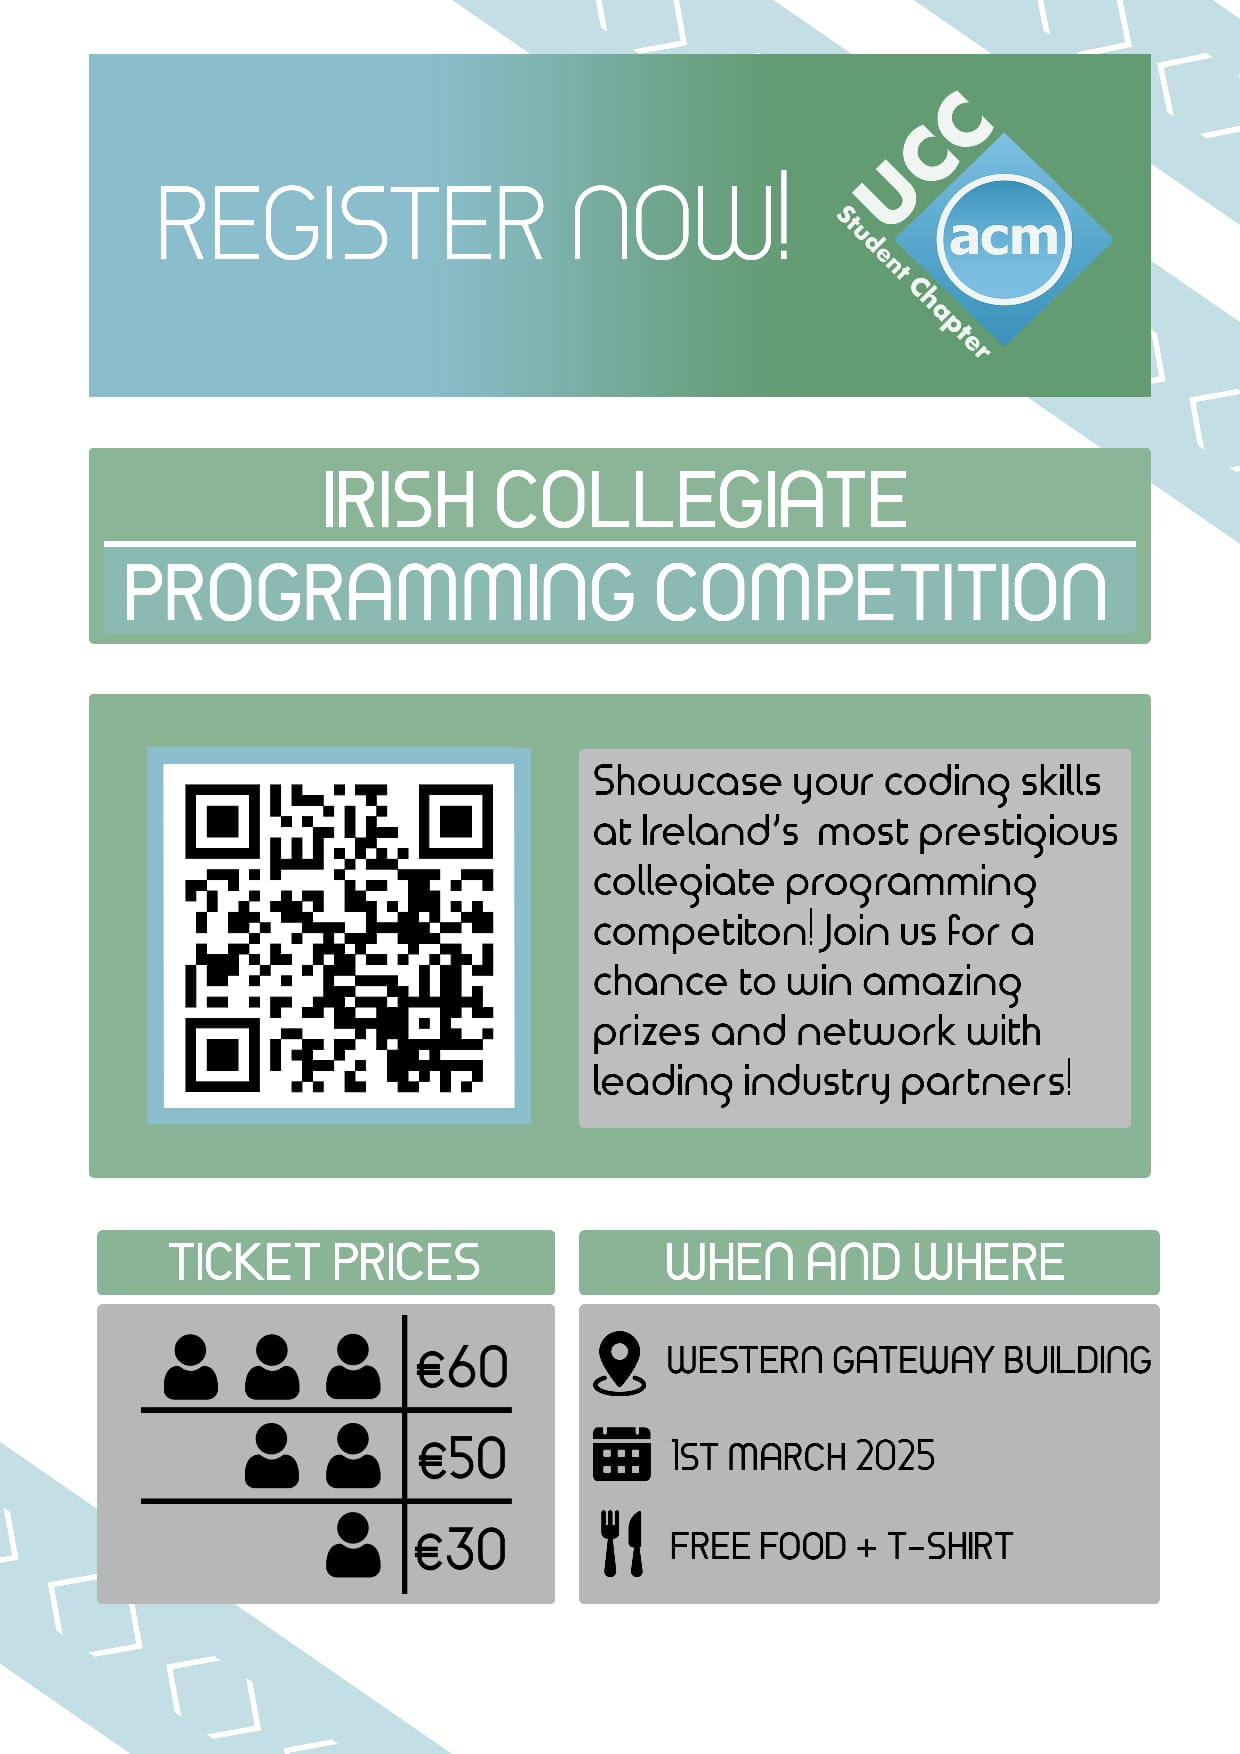 REGISTER NOW!
UCC
acm
Student Chapter
IRISH COLLEGIATE
PROGRAMMING COMPETITION
Showcase your coding skills
at Ireland's most prestigious
collegiate programming
competiton! Join us for a
chance to win amazing
prizes and network with
leading industry partners!
TICKET PRICES
€60
€50
€30
WHEN AND WHERE
WESTERN GATEWAY BUILDING
1ST MARCH 2025
FREE FOOD + T-SHIRT